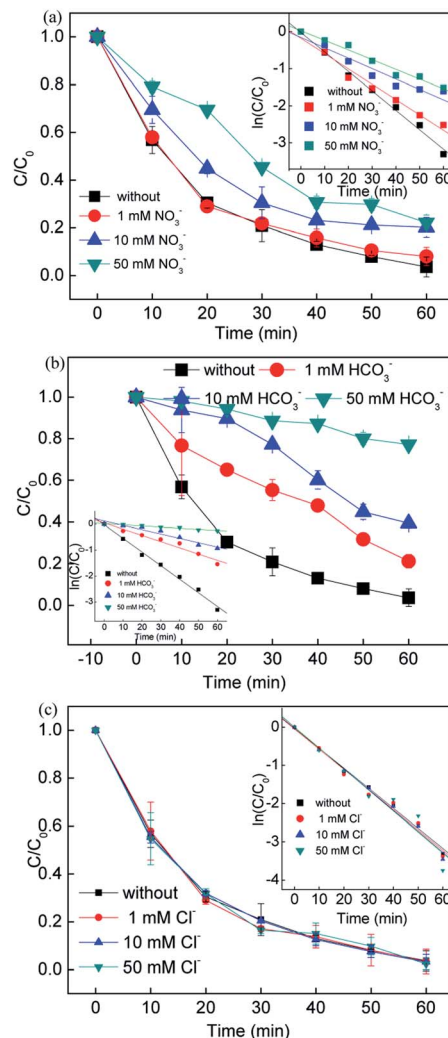 (a)
1.0
0.8
0.6
0.4
0.2
0.0
C/C₀
without
1 mM NO₃⁻
10 mM NO₃⁻
50 mM NO₃⁻
0 10 20 30 40 50 60
Time (min)
0
-1
-2
-3
ln(C/C₀)
without
1 mM NO₃⁻
10 mM NO₃⁻
50 mM NO₃⁻
0 10 20 30 40 50 60
Time (min)
(b)
without 1 mM HCO₃⁻
10 mM HCO₃⁻ 50 mM HCO₃⁻
1.0
0.8
0.6
0.4
0.2
0.0
C/C₀
0
-1
-2
-3
ln(C/C₀)
without
1 mM HCO₃⁻
10 mM HCO₃⁻
50 mM HCO₃⁻
0 10 20 30 40 50 60
Time (min)
-10 0 10 20 30 40 50 60
Time (min)
(c)
1.0
0.8
0.6
0.4
0.2
0.0
C/C₀
without
1 mM Cl⁻
10 mM Cl⁻
50 mM Cl⁻
0 10 20 30 40 50 60
Time (min)
0
-1
-2
-3
-4
ln(C/C₀)
without
1 mM Cl⁻
10 mM Cl⁻
50 mM Cl⁻
0 10 20 30 40 50 60
Time (min)